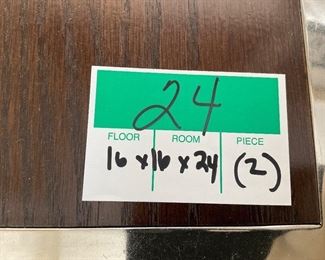 24
FLOOR ROOM PIECE
16 x 16 x 24 (2)